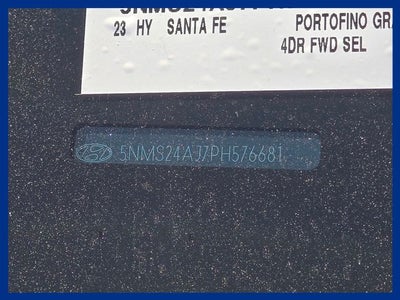 23 HY SANTA FE PORTOFINO GR
4DR FWD SEL
5NMS24AJ7PH576681